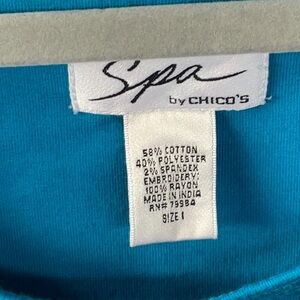 Spa
by CHICO'S
58% COTTON
40% POLYESTER
2% SPANDEX
EMBROIDERY:
100% RAYON
MADE IN INDIA
RN# 79984
SIZE 1